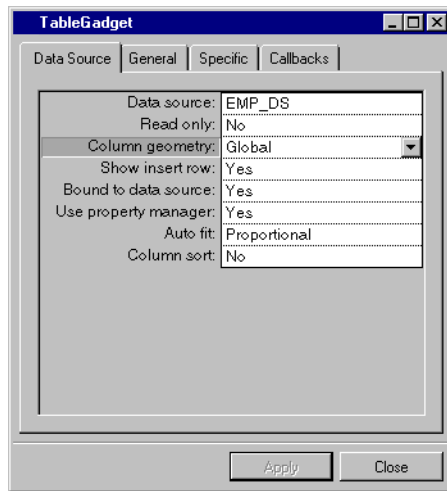 TableGadget
Data Source General Specific Callbacks
Data source: EMP_DS
Read only: No
Column geometry: Global
Show insert row: Yes
Bound to data source: Yes
Use property manager: Yes
Auto fit: Proportional
Column sort: No
Apply Close